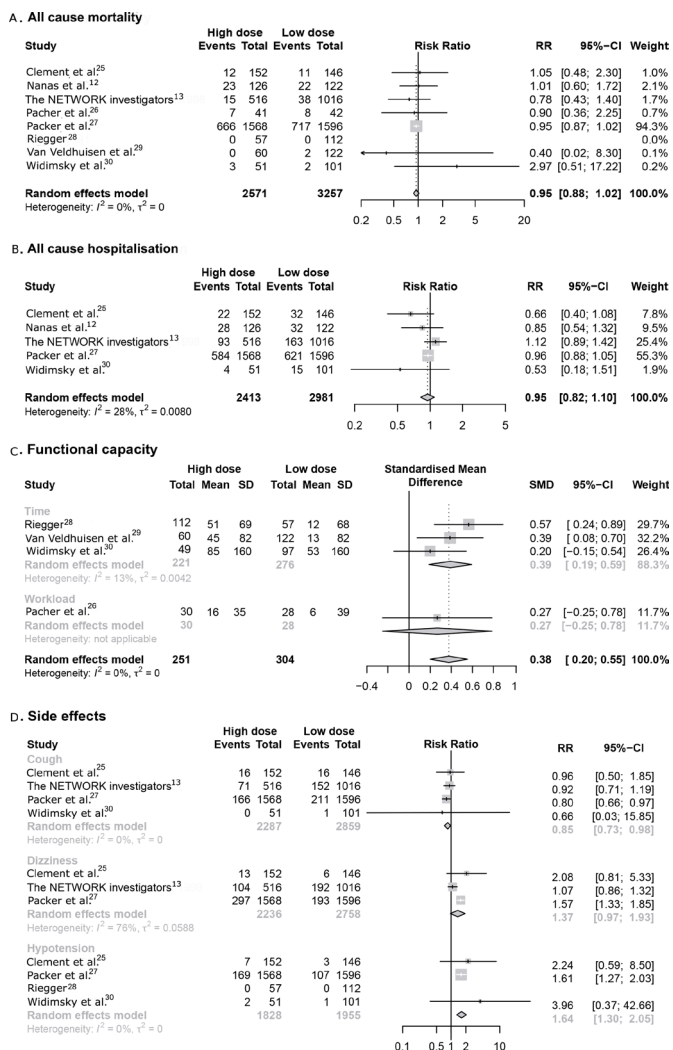 A. All cause mortality
High dose Low dose
Study Events Total Events Total Risk Ratio RR 95%−CI Weight
Clement et al.25 12 152 11 146 1.05 [0.48; 2.30] 1.0%
Nanas et al.12 23 126 22 122 1.01 [0.60; 1.72] 2.1%
The NETWORK investigators13 15 516 38 1016 0.78 [0.43; 1.40] 1.7%
Pacher et al.26 7 41 8 42 0.90 [0.36; 2.25] 0.7%
Packer et al.27 666 1568 717 1596 0.95 [0.87; 1.02] 94.3%
Riegger28 0 57 0 112 0.0%
Van Veldhuisen et al.29 0 60 2 122 0.40 [0.02; 8.30] 0.1%
Widimsky et al.30 3 51 2 101 2.97 [0.51; 17.22] 0.2%
Random effects model 2571 3257 0.95 [0.88; 1.02] 100.0%
Heterogeneity: I2 = 0%, τ2 = 0
0.2 0.5 1 2 5 20
B. All cause hospitalisation
High dose Low dose
Study Events Total Events Total Risk Ratio RR 95%−CI Weight
Clement et al.25 22 152 32 146 0.66 [0.40; 1.08] 7.8%
Nanas et al.12 28 126 32 122 0.85 [0.54; 1.32] 9.5%
The NETWORK investigators13 93 516 163 1016 1.12 [0.89; 1.42] 25.4%
Packer et al.27 584 1568 621 1596 0.96 [0.88; 1.05] 55.3%
Widimsky et al.30 4 51 15 101 0.53 [0.18; 1.51] 1.9%
Random effects model 2413 2981 0.95 [0.82; 1.10] 100.0%
Heterogeneity: I2 = 28%, τ2 = 0.0080
0.2 0.5 1 2 5
C. Functional capacity
High dose Low dose Standardised Mean
Study Total Mean SD Total Mean SD Difference SMD 95%−CI Weight
Time
Riegger28 112 51 69 57 12 68 0.57 [ 0.24; 0.89] 29.7%
Van Veldhuisen et al.29 60 45 82 122 13 82 0.39 [ 0.08; 0.70] 32.2%
Widimsky et al.30 49 85 160 97 53 160 0.20 [−0.15; 0.54] 26.4%
Random effects model 221 276 0.39 [ 0.19; 0.59] 88.3%
Heterogeneity: I2 = 13%, τ2 = 0.0042
Workload
Pacher et al.26 30 16 35 28 6 39 0.27 [−0.25; 0.78] 11.7%
Random effects model 30 28 0.27 [−0.25; 0.78] 11.7%
Heterogeneity: not applicable
Random effects model 251 304 0.38 [ 0.20; 0.55] 100.0%
Heterogeneity: I2 = 0%, τ2 = 0
−0.4 0 0.2 0.6 1
D. Side effects
High dose Low dose
Study Events Total Events Total Risk Ratio RR 95%−CI
Cough
Clement et al.25 16 152 16 146 0.96 [0.50; 1.85]
The NETWORK investigators13 71 516 152 1016 0.92 [0.71; 1.19]
Packer et al.27 166 1568 211 1596 0.80 [0.66; 0.97]
Widimsky et al.30 0 51 1 101 0.66 [0.03; 15.85]
Random effects model 2287 2859 0.85 [0.73; 0.98]
Heterogeneity: I2 = 0%, τ2 = 0
Dizziness
Clement et al.25 13 152 6 146 2.08 [0.81; 5.33]
The NETWORK investigators13 104 516 192 1016 1.07 [0.86; 1.32]
Packer et al.27 297 1568 193 1596 1.57 [1.33; 1.85]
Random effects model 2236 2758 1.37 [0.97; 1.93]
Heterogeneity: I2 = 76%, τ2 = 0.0588
Hypotension
Clement et al.25 7 152 3 146 2.24 [0.59; 8.50]
Packer et al.27 169 1568 107 1596 1.61 [1.27; 2.03]
Riegger28 0 57 0 112
Widimsky et al.30 2 51 1 101 3.96 [0.37; 42.66]
Random effects model 1828 1955 1.64 [1.30; 2.05]
Heterogeneity: I2 = 0%, τ2 = 0
0.1 0.5 1 2 10